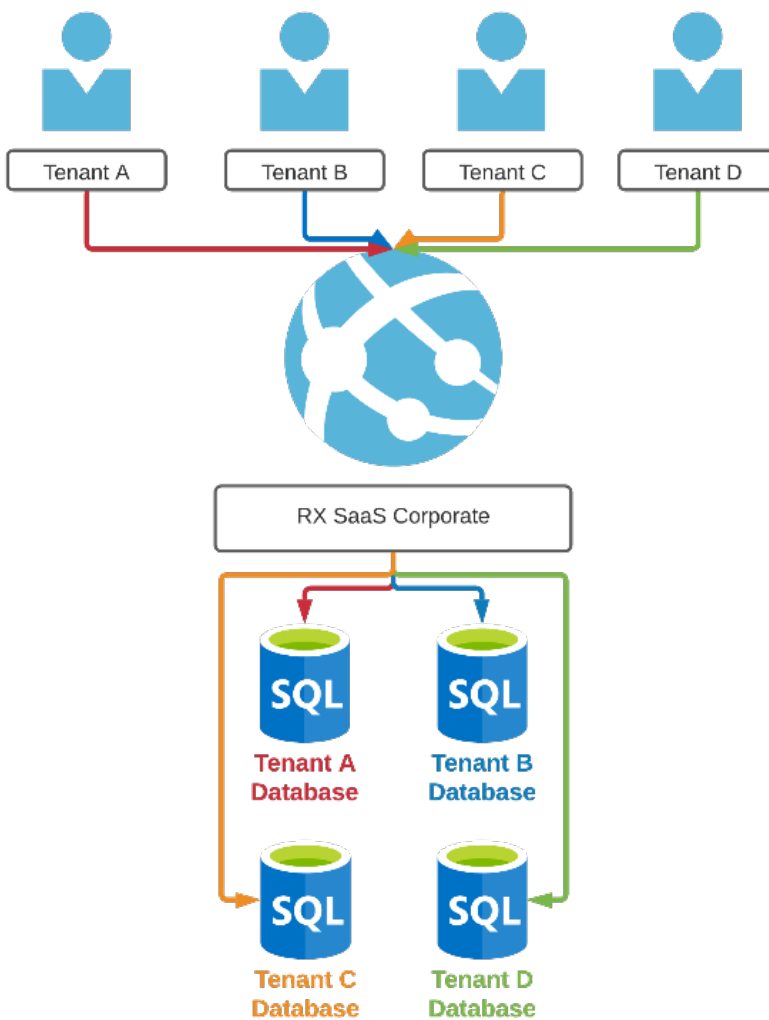 Tenant A
Tenant B
Tenant C
Tenant D
RX SaaS Corporate
SQL
SQL
Tenant A
Database
Tenant B
Database
SQL
SQL
Tenant C
Database
Tenant D
Database